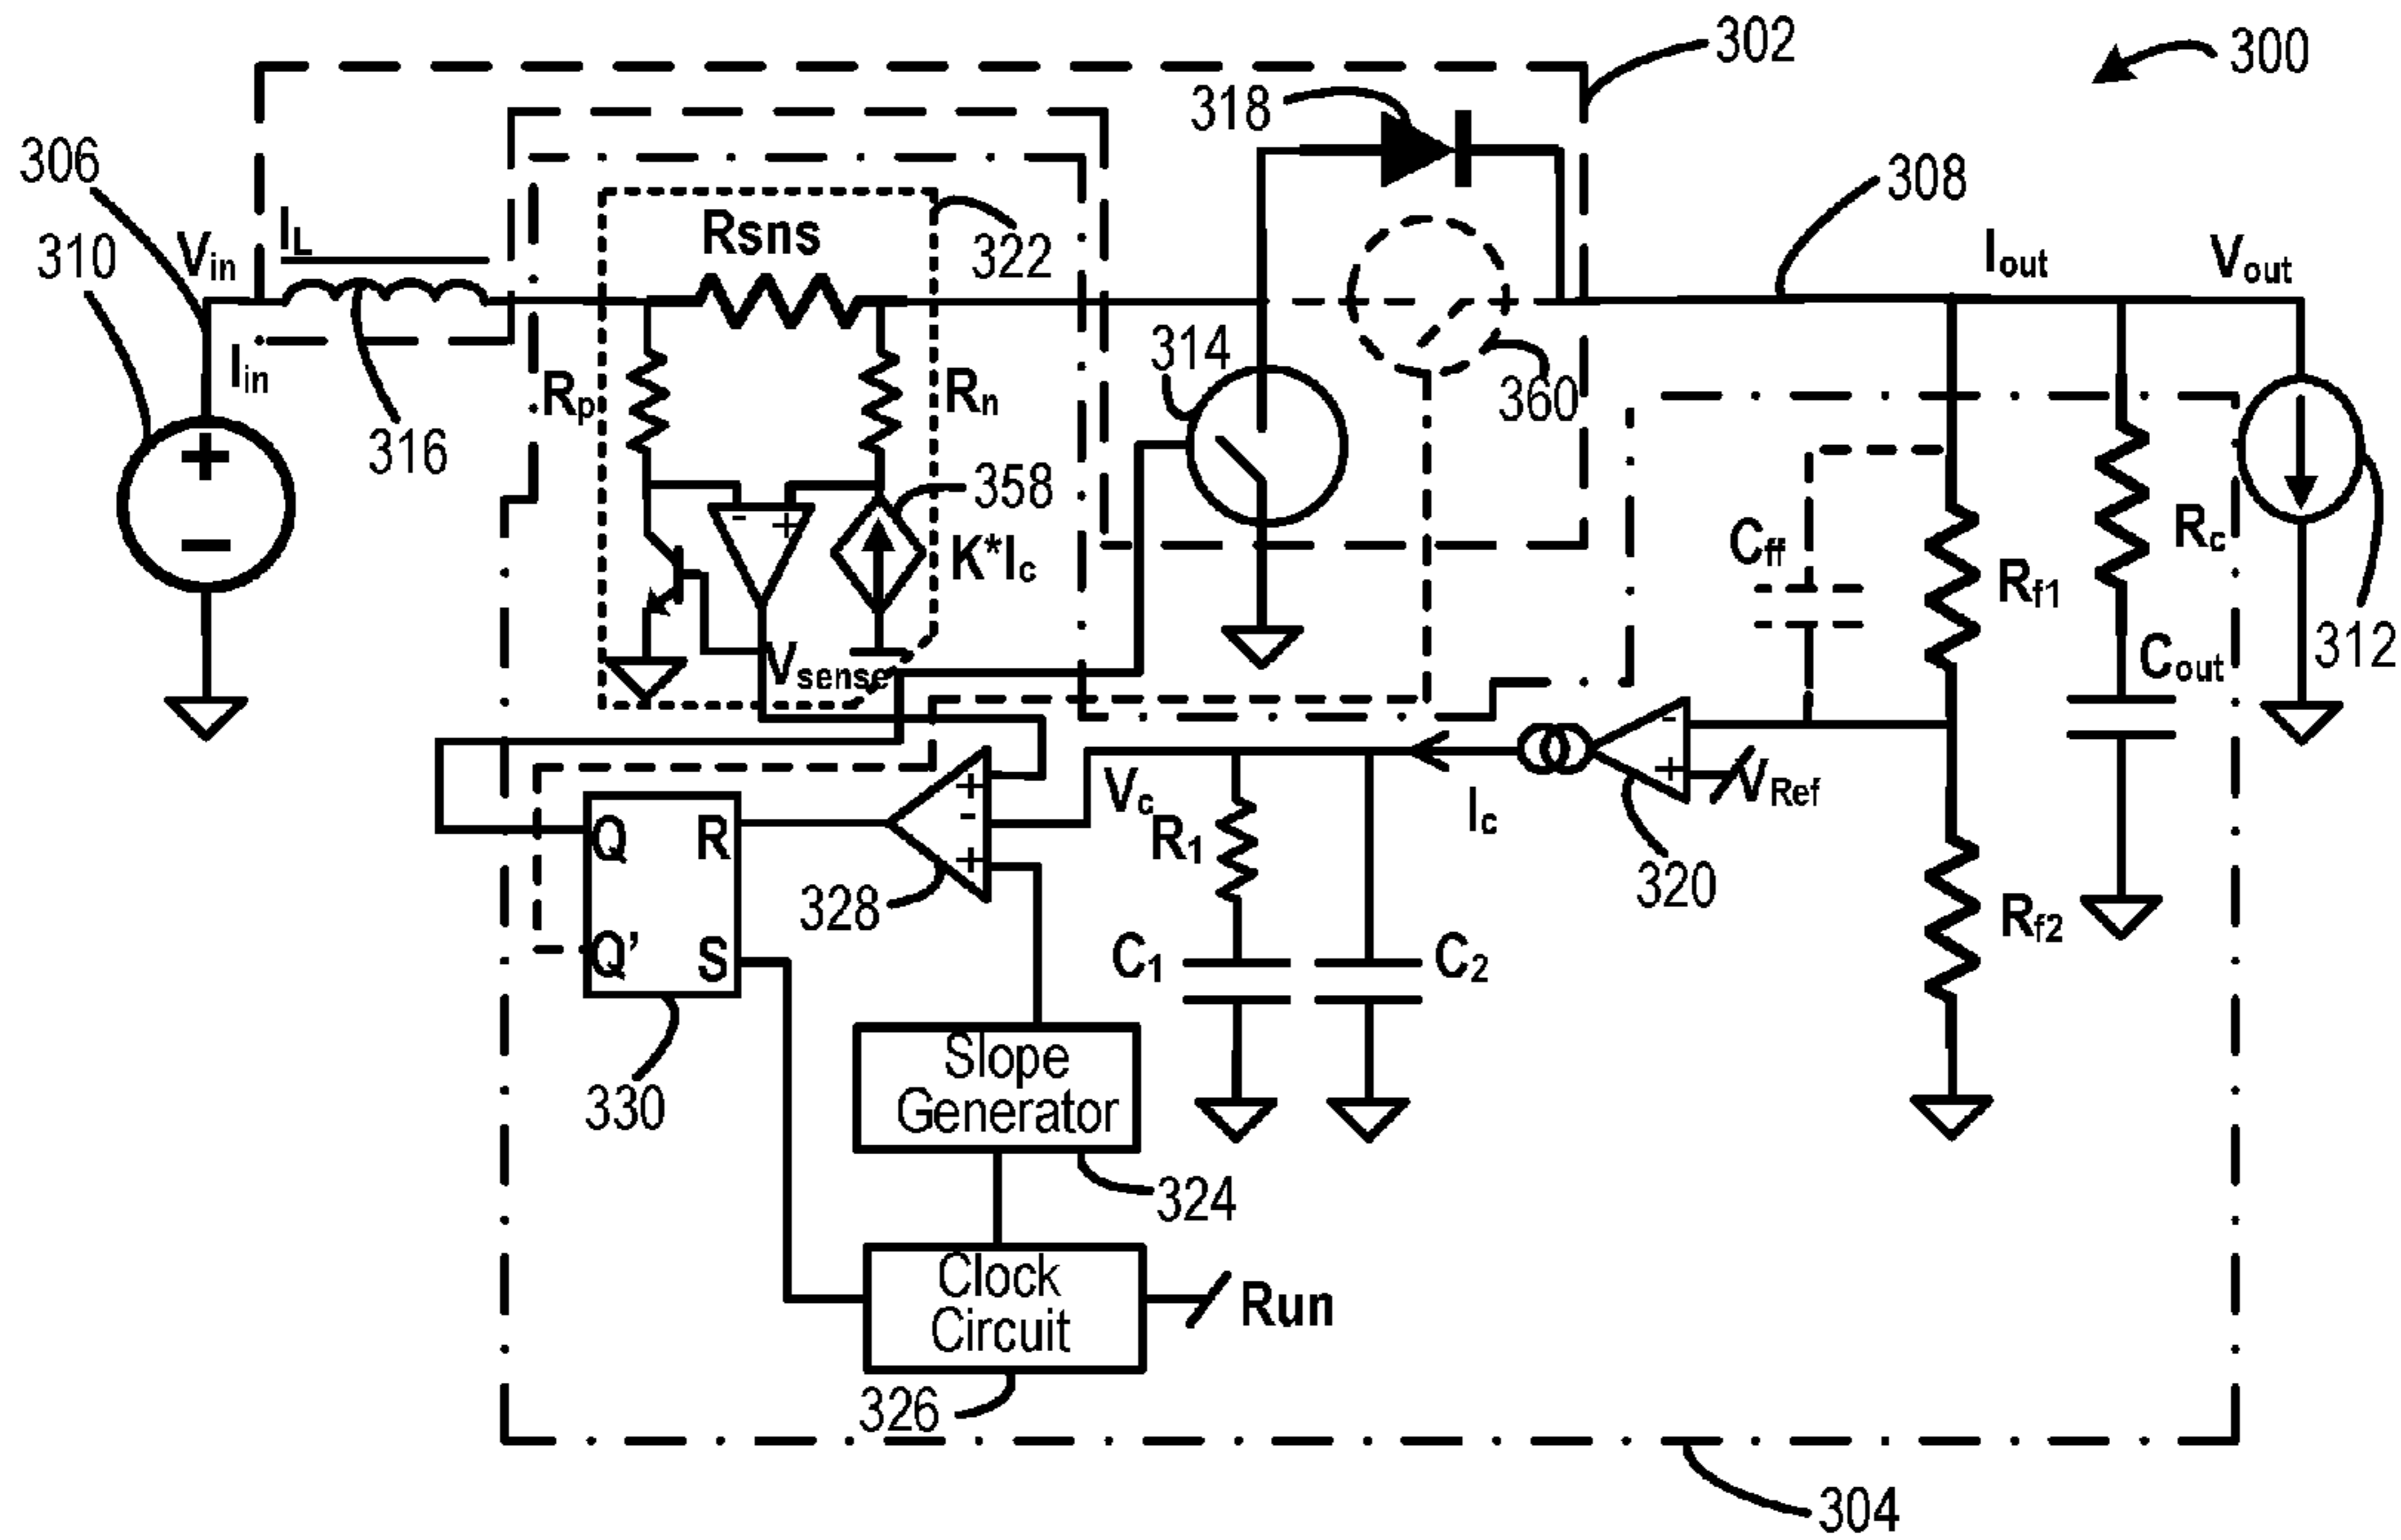 302
300
318
306
308
Rsns
322
310
Vin
IL
Iout
Vout
Iin
316
Rp
Rn
314
360
358
Cff
Rf1
Rc
K*Ic
312
Vsense
Cout
-
+
+
-
-
+
VRef
Vc
Ic
+
-
+
Q
R
R1
328
320
Rf2
Q'
S
C1
C2
Slope
Generator
330
324
Clock
Circuit
Run
326
304